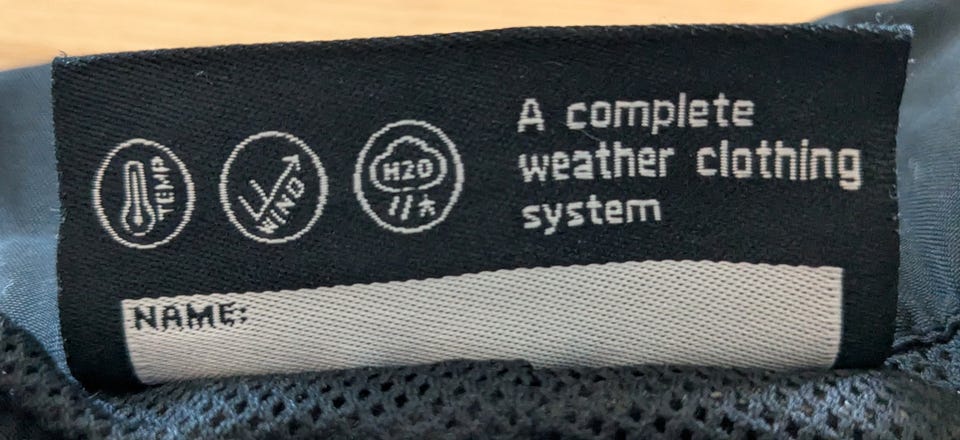 TEMP
WIND
H2O
A complete
weather clothing
system
NAME: